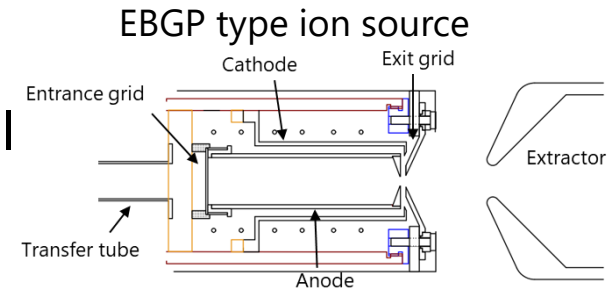 EBGP type ion source
Cathode
Exit grid
Entrance grid
Extractor
Transfer tube
Anode